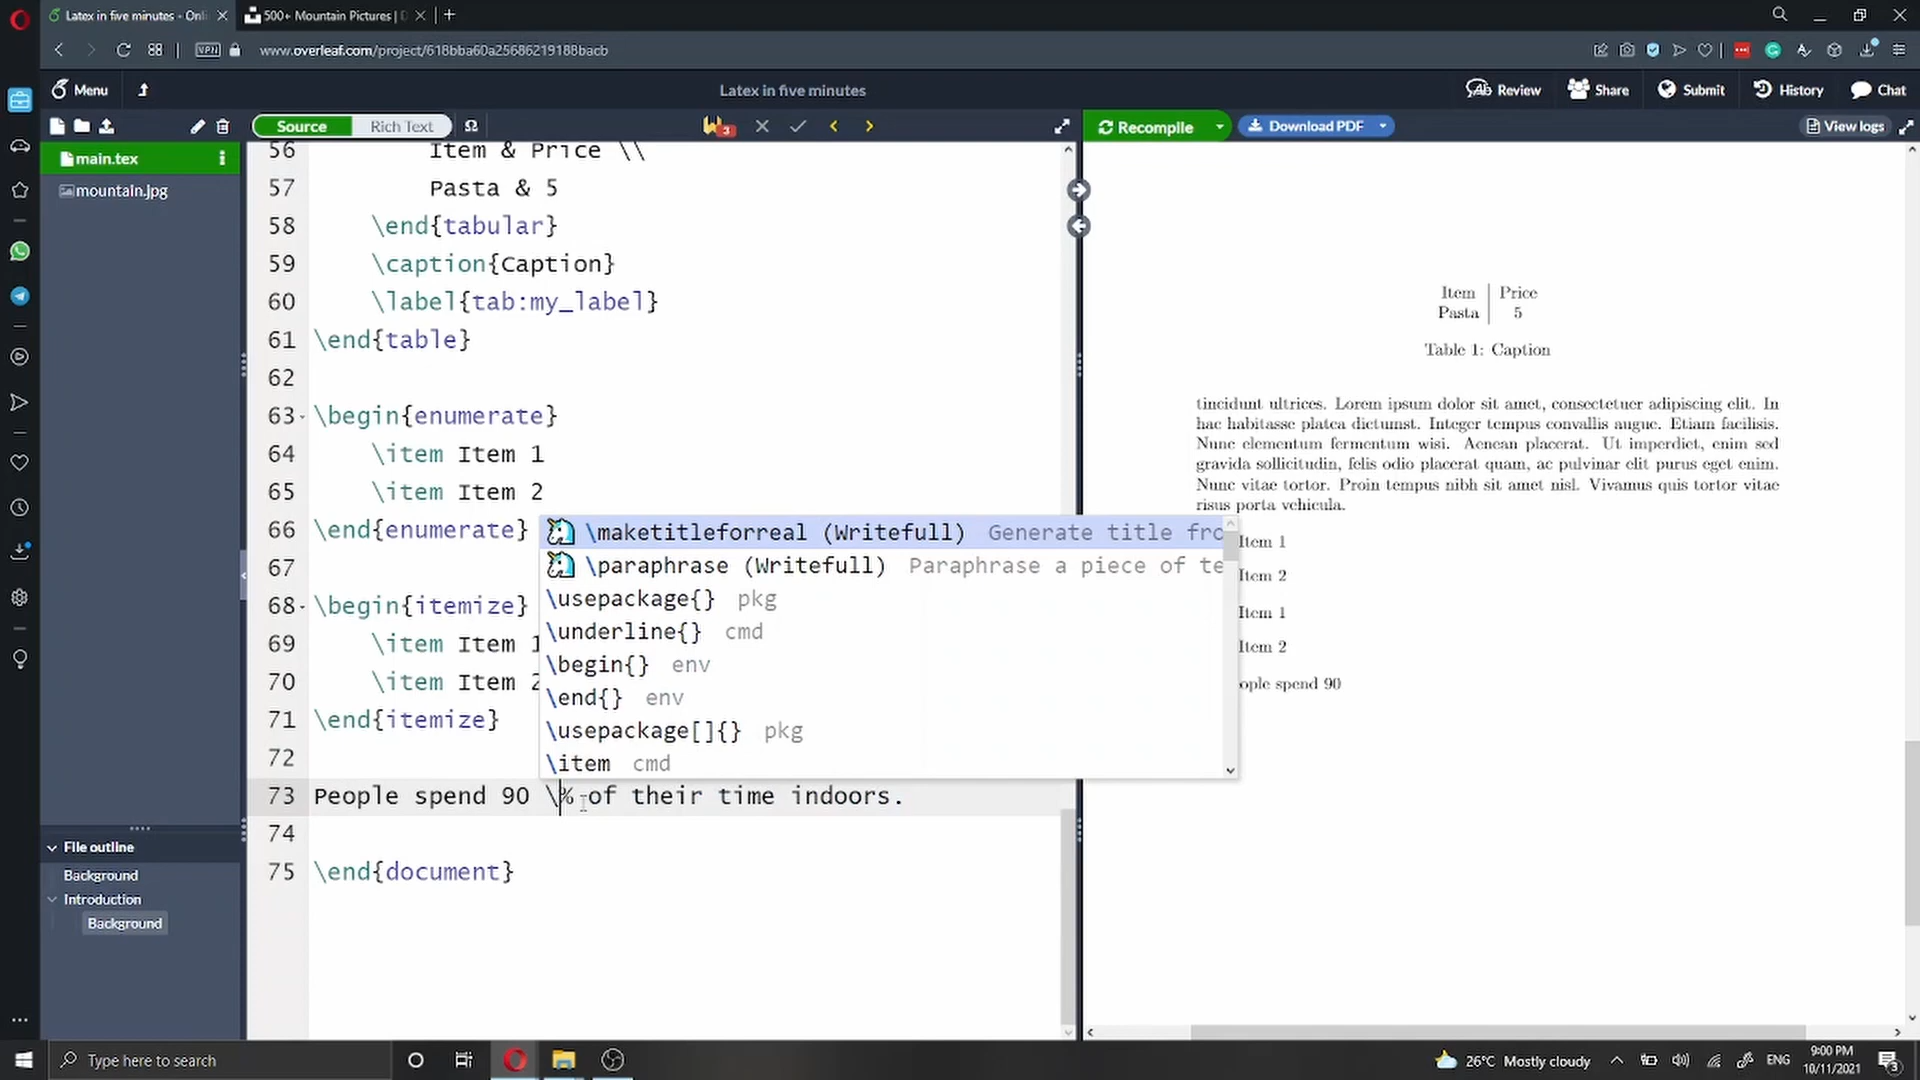 Latex in five minutes - Onli
500+ Mountain Pictures | D
VPN
www.overleaf.com/project/618bba60a25686219188bacb
Menu
Latex in five minutes
Review
Share
Submit
History
Chat
Source
Rich Text
Ω
3
Recompile
Download PDF
View logs
main.tex
mountain.jpg
56 Item & Price \\
57 Pasta & 5
58 \end{tabular}
59 \caption{Caption}
60 \label{tab:my_label}
61 \end{table}
62
63 \begin{enumerate}
64 \item Item 1
65 \item Item 2
66 \end{enumerate}
67
68 \begin{itemize}
69 \item Item 1
70 \item Item 2
71 \end{itemize}
72
73 People spend 90 \% of their time indoors.
74
75 \end{document}
\maketitleforreal (Writefull) Generate title fro
\paraphrase (Writefull) Paraphrase a piece of te
\usepackage{} pkg
\underline{} cmd
\begin{} env
\end{} env
\usepackage[]{} pkg
\item cmd
File outline
Background
Introduction
Background
Item Price
Pasta 5
Table 1: Caption
tincidunt ultrices. Lorem ipsum dolor sit amet, consectetuer adipiscing elit. In
hac habitasse platea dictumst. Integer tempus convallis augue. Etiam facilisis.
Nunc elementum fermentum wisi. Aenean placerat. Ut imperdiet, enim sed
gravida sollicitudin, felis odio placerat quam, ac pulvinar elit purus eget enim.
Nunc vitae tortor. Proin tempus nibh sit amet nisl. Vivamus quis tortor vitae
risus porta vehicula.
Item 1
Item 2
Item 1
Item 2
ople spend 90
Type here to search
26°C Mostly cloudy
ENG
9:00 PM
10/11/2021
3